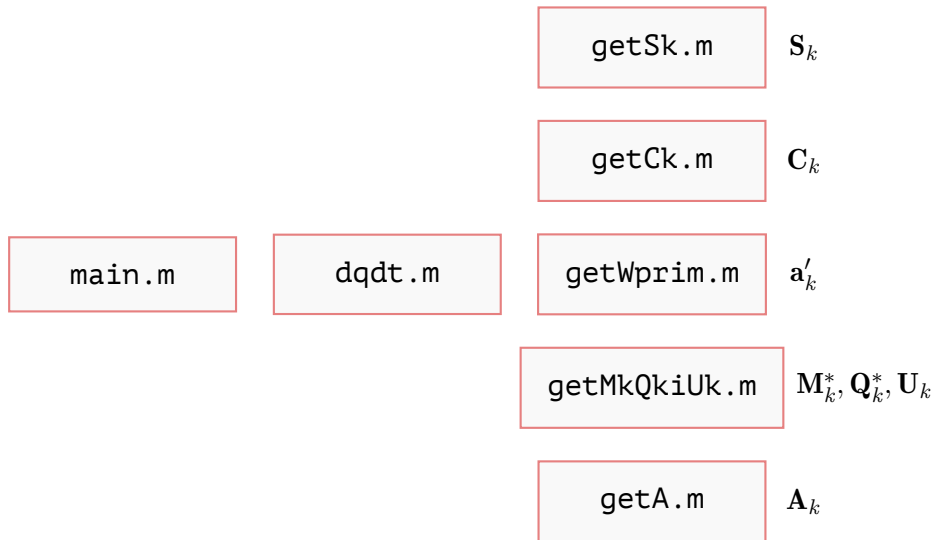 getSk.m S_k
getCk.m C_k
main.m dqdt.m getWprim.m a′_k
getMkQkiUk.m M*_k, Q*_k, U_k
getA.m A_k